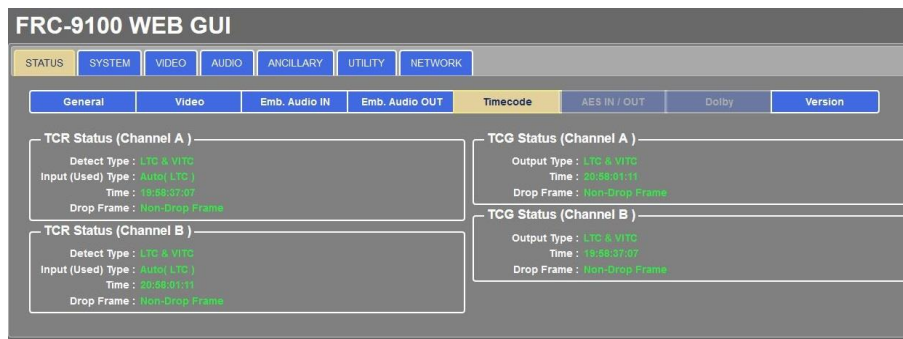 FRC-9100 WEB GUI
STATUS SYSTEM VIDEO AUDIO ANCILLARY UTILITY NETWORK
General Video Emb. Audio IN Emb. Audio OUT Timecode AES IN / OUT Dolby Version
TCR Status (Channel A )
Detect Type : LTC & VITC
Input (Used) Type : Auto( LTC )
Time : 19:58:37:07
Drop Frame : Non-Drop Frame
TCR Status (Channel B )
Detect Type : LTC & VITC
Input (Used) Type : Auto( LTC )
Time : 20:58:01:11
Drop Frame : Non-Drop Frame
TCG Status (Channel A )
Output Type : LTC & VITC
Time : 20:58:01:11
Drop Frame : Non-Drop Frame
TCG Status (Channel B )
Output Type : LTC & VITC
Time : 19:58:37:07
Drop Frame : Non-Drop Frame